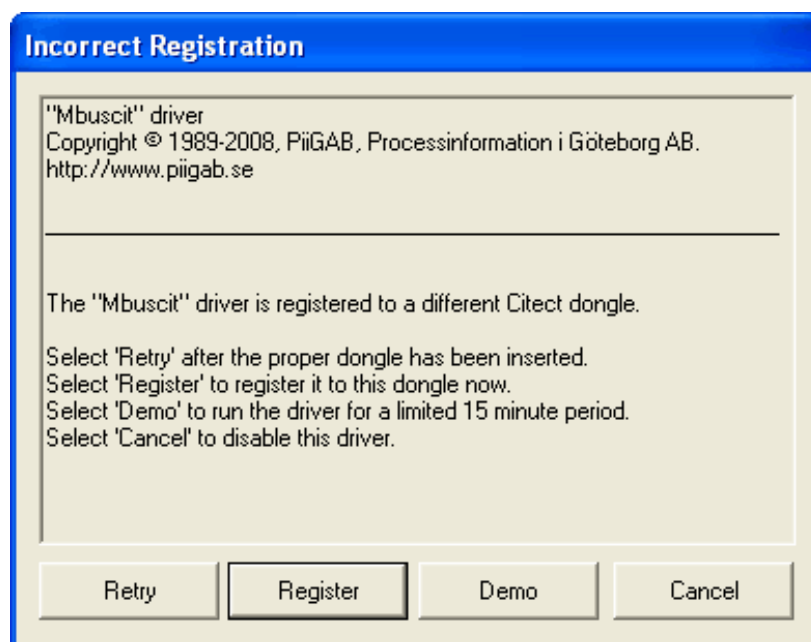 Incorrect Registration
"Mbuscit" driver
Copyright © 1989-2008, PiiGAB, Processinformation i Göteborg AB.
http://www.piigab.se
The "Mbuscit" driver is registered to a different Citect dongle.
Select 'Retry' after the proper dongle has been inserted.
Select 'Register' to register it to this dongle now.
Select 'Demo' to run the driver for a limited 15 minute period.
Select 'Cancel' to disable this driver.
Retry Register Demo Cancel